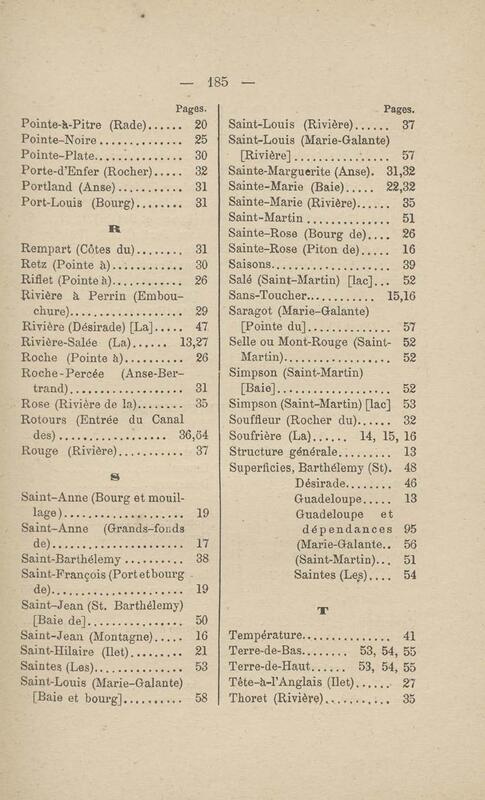 — 185 —
Pages.
Pointe-à-Pitre (Rade)...... 20
Pointe-Noire.............. 25
Pointe-Plate.............. 30
Porte-d'Enfer (Rocher)..... 32
Portland (Anse).......... 31
Port-Louis (Bourg)........ 31
R
Rempart (Côtes du)........ 31
Retz (Pointe à)............ 30
Riflet (Pointe à)............ 26
Rivière à Perrin (Embou-
chure).................. 29
Rivière (Désirade) [La]..... 47
Rivière-Salée (La)...... 13,27
Roche (Pointe à)........... 26
Roche-Percée (Anse-Ber-
trand).................. 31
Rose (Rivière de la)........ 35
Rotours (Entrée du Canal
des)................. 36,54
Rouge (Rivière)........... 37
S
Saint-Anne (Bourg et mouil-
lage).................... 19
Saint-Anne (Grands-fonds
de)..................... 17
Saint-Barthélemy ......... 38
Saint-François (Port et bourg
de)..................... 19
Saint-Jean (St. Barthélemy)
[Baie de]............... 50
Saint-Jean (Montagne)..... 16
Saint-Hilaire (Ilet)......... 21
Saintes (Les).............. 53
Saint-Louis (Marie-Galante)
[Baie et bourg].......... 58
Pages.
Saint-Louis (Rivière)...... 37
Saint-Louis (Marie-Galante)
[Rivière]............... 57
Sainte-Marguerite (Anse). 31,32
Sainte-Marie (Baie)..... 22,32
Sainte-Marie (Rivière)...... 35
Saint-Martin ............. 51
Sainte-Rose (Bourg de).... 26
Sainte-Rose (Piton de)..... 16
Saisons................... 39
Salé (Saint-Martin) [lac]... 52
Sans-Toucher........... 15,16
Saragot (Marie-Galante)
[Pointe du]............. 57
Selle ou Mont-Rouge (Saint- 52
Martin)................. 52
Simpson (Saint-Martin)
[Baie].................. 52
Simpson (Saint-Martin) [lac] 53
Souffleur (Rocher du)...... 32
Soufrière (La)...... 14, 15, 16
Structure générale......... 13
Superficies, Barthélemy (St). 48
Désirade........ 46
Guadeloupe..... 13
Guadeloupe et
dépendances 95
(Marie-Galante.. 56
(Saint-Martin)... 51
Saintes (Les).... 54
T
Température.............. 41
Terre-de-Bas........ 53, 54, 55
Terre-de-Haut...... 53, 54, 55
Tête-à-l'Anglais (Ilet)...... 27
Thoret (Rivière)........... 35